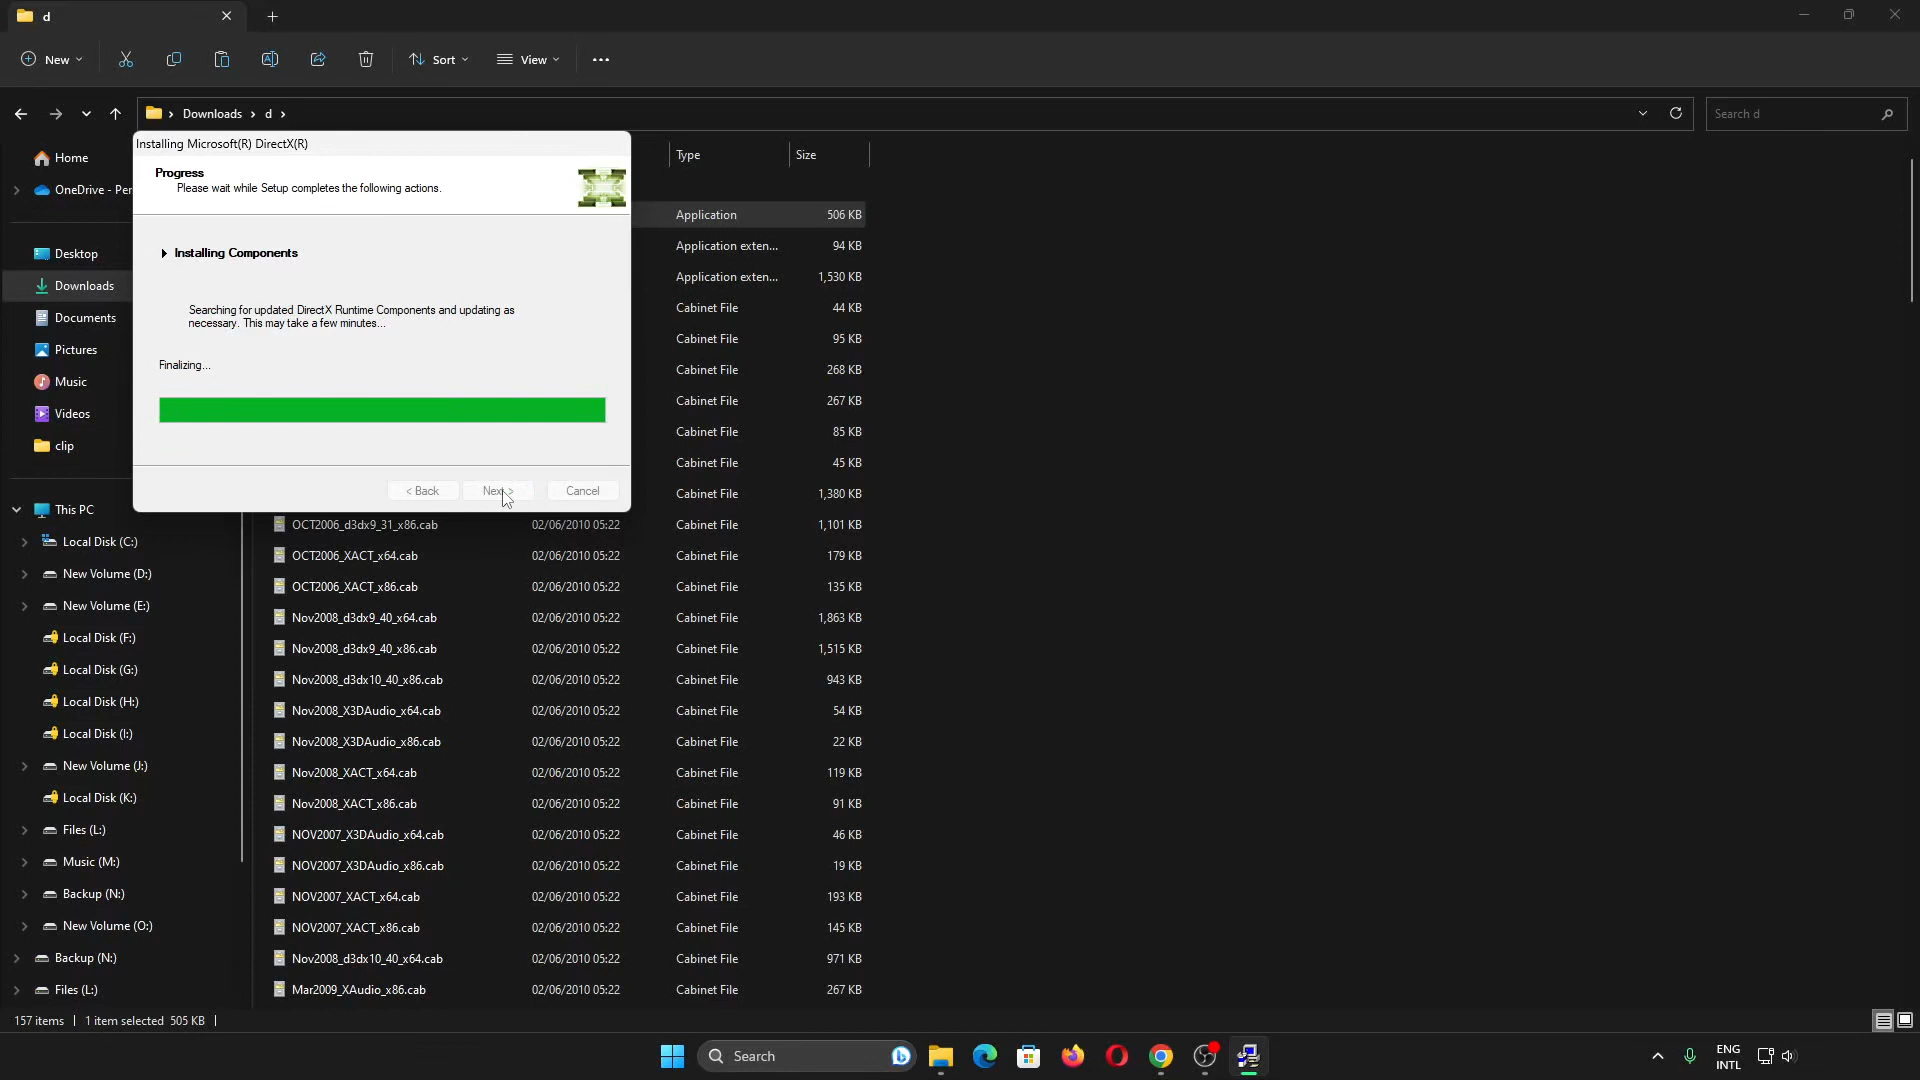 d
New
Sort
View
Downloads
d
Search d
Installing Microsoft(R) DirectX(R)
Progress
Please wait while Setup completes the following actions.
Installing Components
Searching for updated DirectX Runtime Components and updating as
necessary. This may take a few minutes...
Finalizing...
< Back
Next >
Cancel
Home
OneDrive - Per
Desktop
Downloads
Documents
Pictures
Music
Videos
clip
This PC
Local Disk (C:)
New Volume (D:)
New Volume (E:)
Local Disk (F:)
Local Disk (G:)
Local Disk (H:)
Local Disk (I:)
New Volume (J:)
Local Disk (K:)
Files (L:)
Music (M:)
Backup (N:)
New Volume (O:)
Backup (N:)
Files (L:)
Type Size
Application 506 KB
Application exten... 94 KB
Application exten... 1,530 KB
Cabinet File 44 KB
Cabinet File 95 KB
Cabinet File 268 KB
Cabinet File 267 KB
Cabinet File 85 KB
Cabinet File 45 KB
Cabinet File 1,380 KB
OCT2006_d3dx9_31_x86.cab 02/06/2010 05:22 Cabinet File 1,101 KB
OCT2006_XACT_x64.cab 02/06/2010 05:22 Cabinet File 179 KB
OCT2006_XACT_x86.cab 02/06/2010 05:22 Cabinet File 135 KB
Nov2008_d3dx9_40_x64.cab 02/06/2010 05:22 Cabinet File 1,863 KB
Nov2008_d3dx9_40_x86.cab 02/06/2010 05:22 Cabinet File 1,515 KB
Nov2008_d3dx10_40_x86.cab 02/06/2010 05:22 Cabinet File 943 KB
Nov2008_X3DAudio_x64.cab 02/06/2010 05:22 Cabinet File 54 KB
Nov2008_X3DAudio_x86.cab 02/06/2010 05:22 Cabinet File 22 KB
Nov2008_XACT_x64.cab 02/06/2010 05:22 Cabinet File 119 KB
Nov2008_XACT_x86.cab 02/06/2010 05:22 Cabinet File 91 KB
NOV2007_X3DAudio_x64.cab 02/06/2010 05:22 Cabinet File 46 KB
NOV2007_X3DAudio_x86.cab 02/06/2010 05:22 Cabinet File 19 KB
NOV2007_XACT_x64.cab 02/06/2010 05:22 Cabinet File 193 KB
NOV2007_XACT_x86.cab 02/06/2010 05:22 Cabinet File 145 KB
Nov2008_d3dx10_40_x64.cab 02/06/2010 05:22 Cabinet File 971 KB
Mar2009_XAudio_x86.cab 02/06/2010 05:22 Cabinet File 267 KB
157 items 1 item selected 505 KB
Search
ENG
INTL